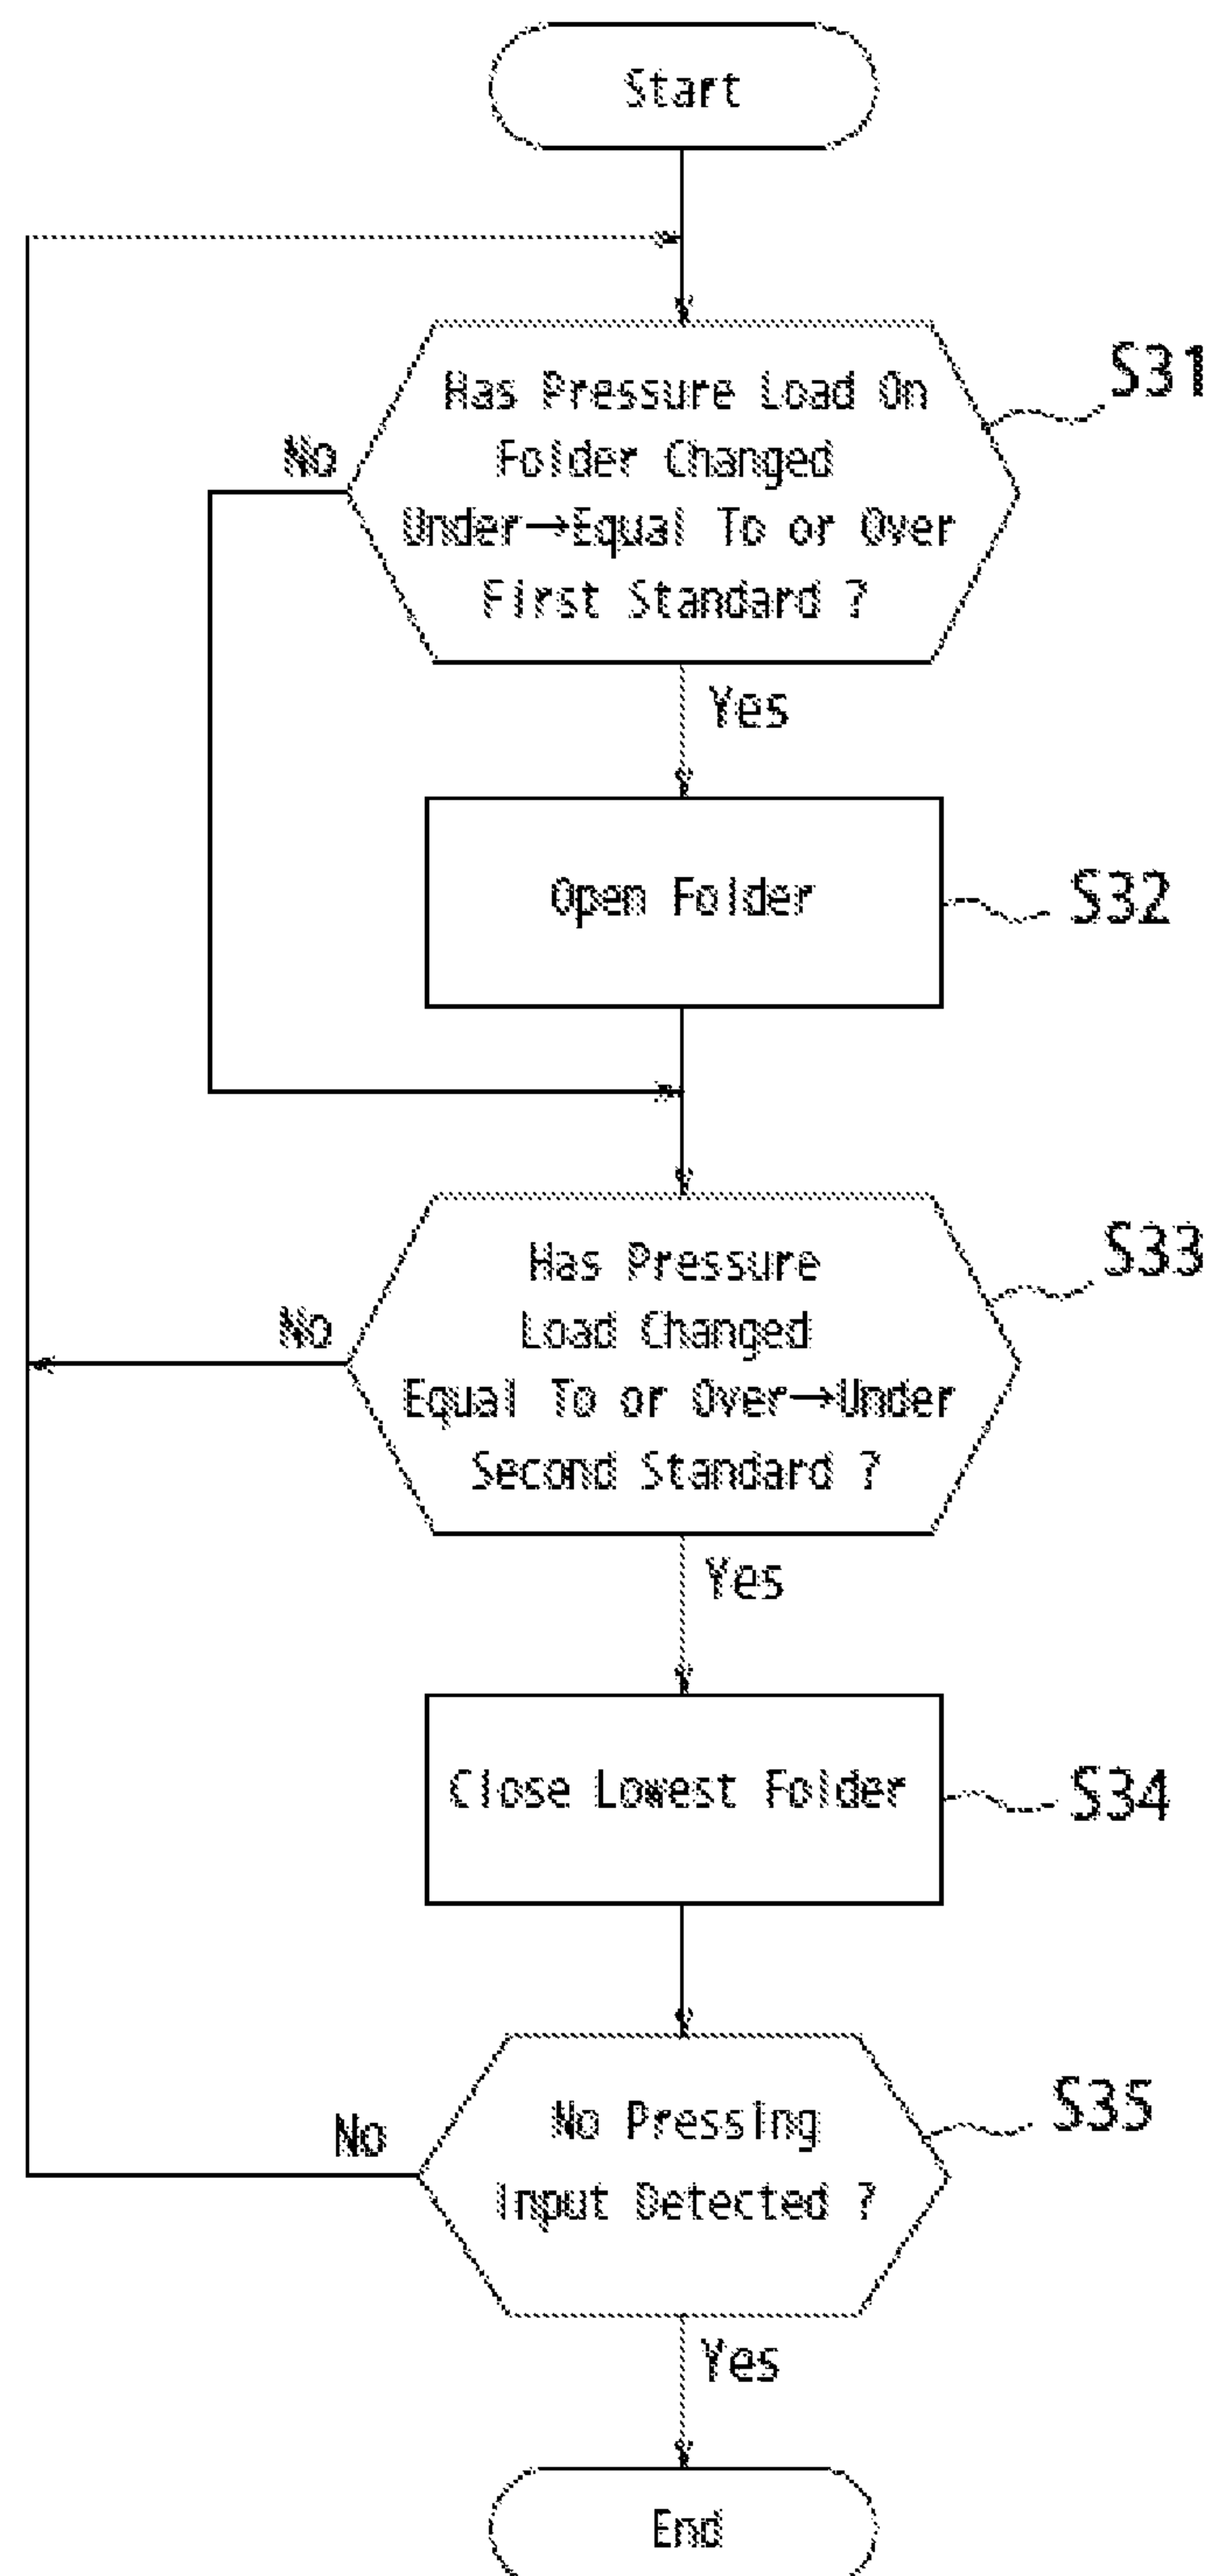 Start
Has Pressure Load On
Folder Changed
Under→Equal To or Over
First Standard ?
S31
No
Yes
Open Folder
S32
Has Pressure
Load Changed
Equal To or Over→Under
Second Standard ?
S33
No
Yes
Close Lowest Folder
S34
No Pressing
Input Detected ?
S35
No
Yes
End